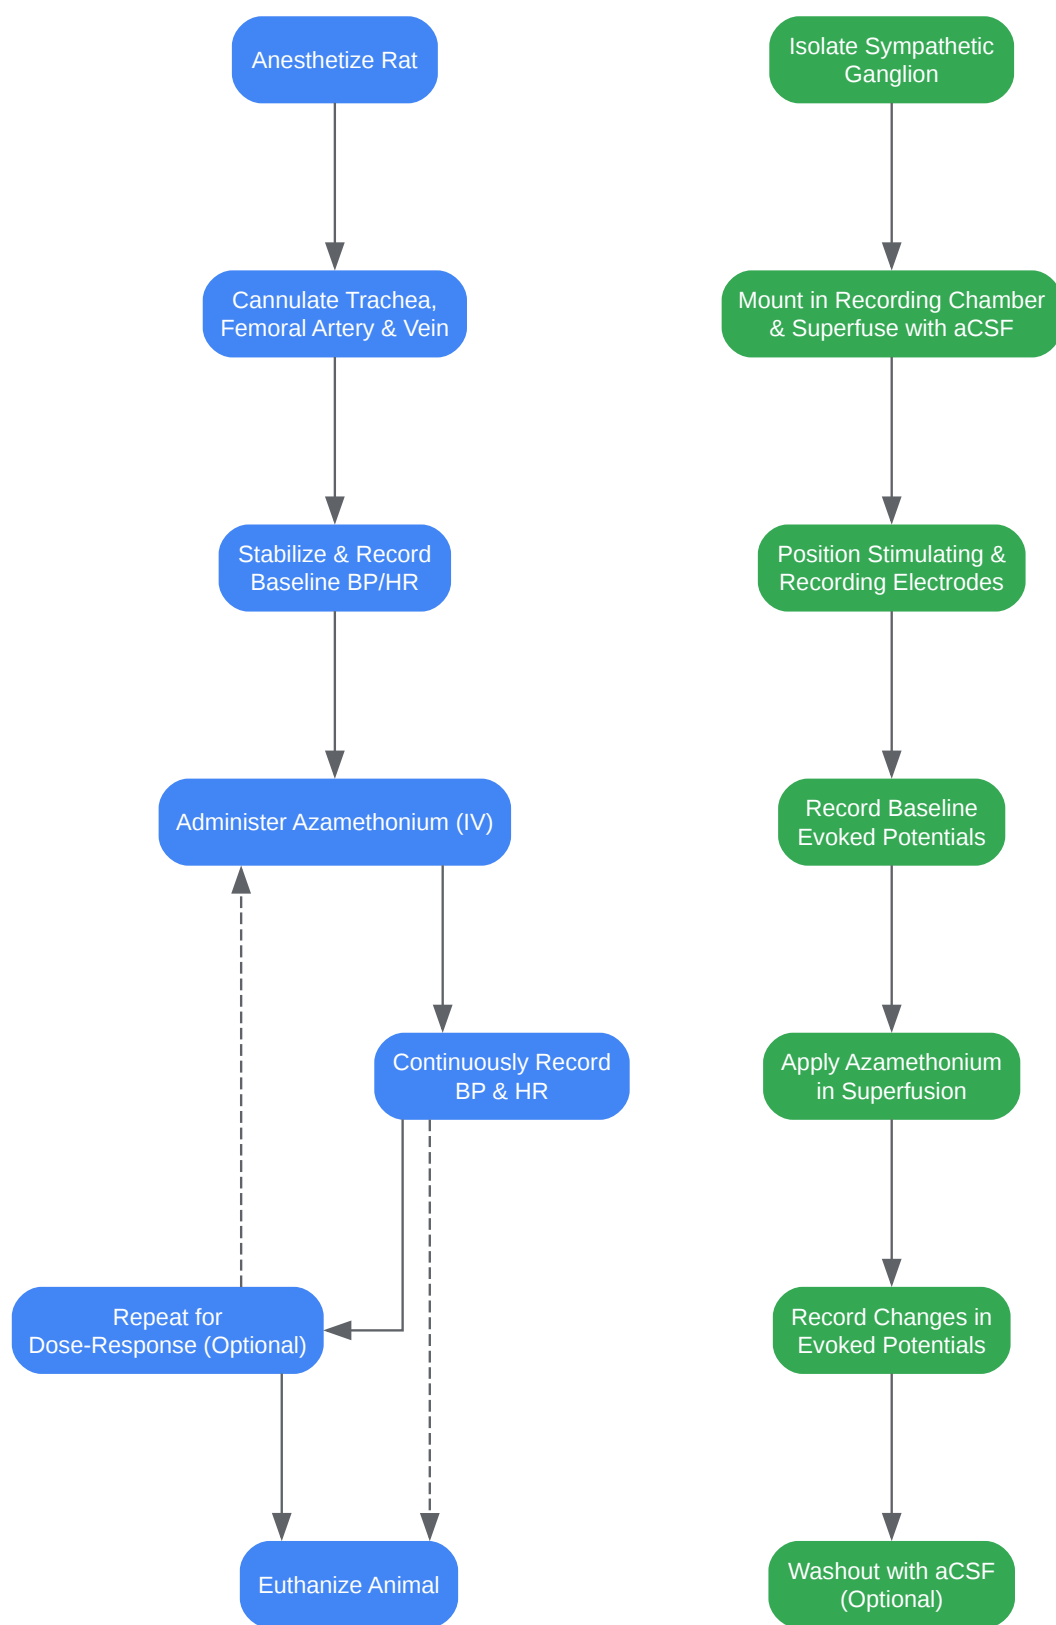 Anesthetize Rat
Cannulate Trachea,
Femoral Artery & Vein
Stabilize & Record
Baseline BP/HR
Administer Azamethonium (IV)
Continuously Record
BP & HR
Repeat for
Dose-Response (Optional)
Euthanize Animal
Isolate Sympathetic
Ganglion
Mount in Recording Chamber
& Superfuse with aCSF
Position Stimulating &
Recording Electrodes
Record Baseline
Evoked Potentials
Apply Azamethonium
in Superfusion
Record Changes in
Evoked Potentials
Washout with aCSF
(Optional)